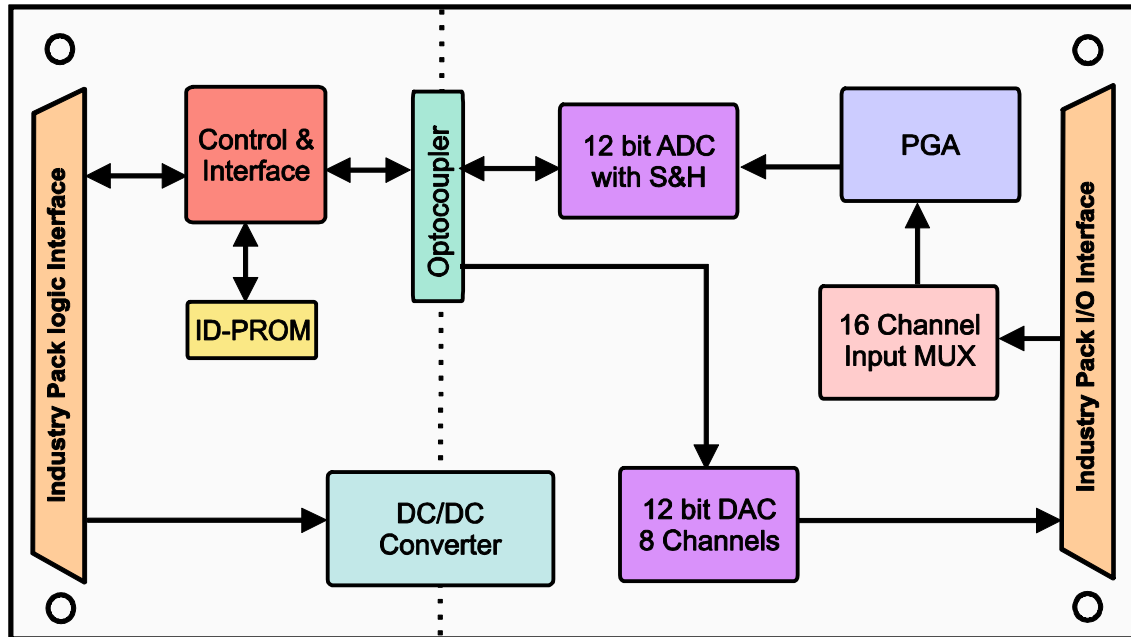 Industry Pack logic Interface
Control &
Interface
ID-PROM
Optocoupler
12 bit ADC
with S&H
PGA
16 Channel
Input MUX
Industry Pack I/O Interface
DC/DC
Converter
12 bit DAC
8 Channels